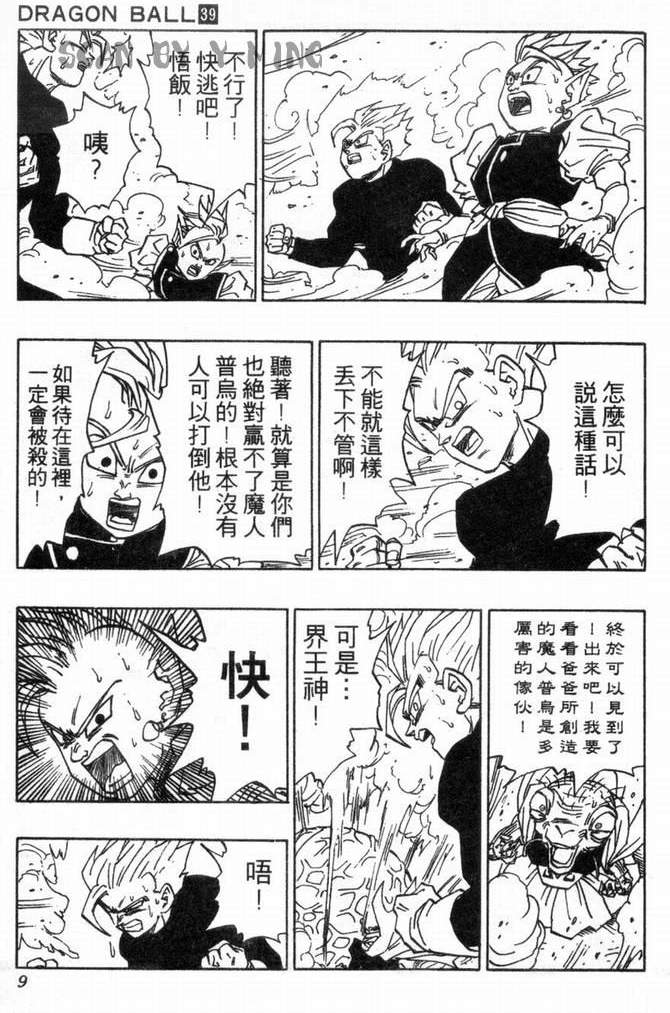 DRAGON BALL 39
SCAN BY X-MING
不行了！
快逃吧！
悟飯！
咦？
怎麼可以
說這種話！
不能就這樣
丟下不管啊！
聽著！就算是你們
也絕對贏不了魔人
普烏的！根本沒有
人可以打倒他！
如果待在這裡，
一定會被殺的！
終於可以見到了
！出來吧！我要
看看爸爸所創造
的魔人普烏是多
厲害的傢伙！
可是…
界王神！
快！
唔！
9